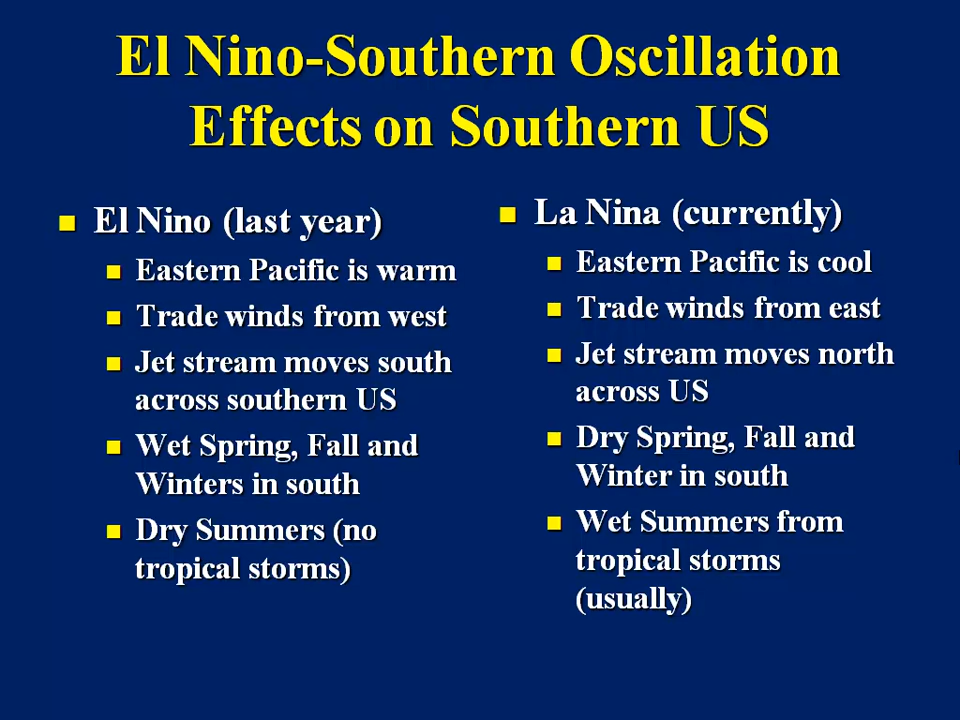 El Nino-Southern Oscillation
Effects on Southern US
El Nino (last year)
Eastern Pacific is warm
Trade winds from west
Jet stream moves south
across southern US
Wet Spring, Fall and
Winters in south
Dry Summers (no
tropical storms)
La Nina (currently)
Eastern Pacific is cool
Trade winds from east
Jet stream moves north
across US
Dry Spring, Fall and
Winter in south
Wet Summers from
tropical storms
(usually)